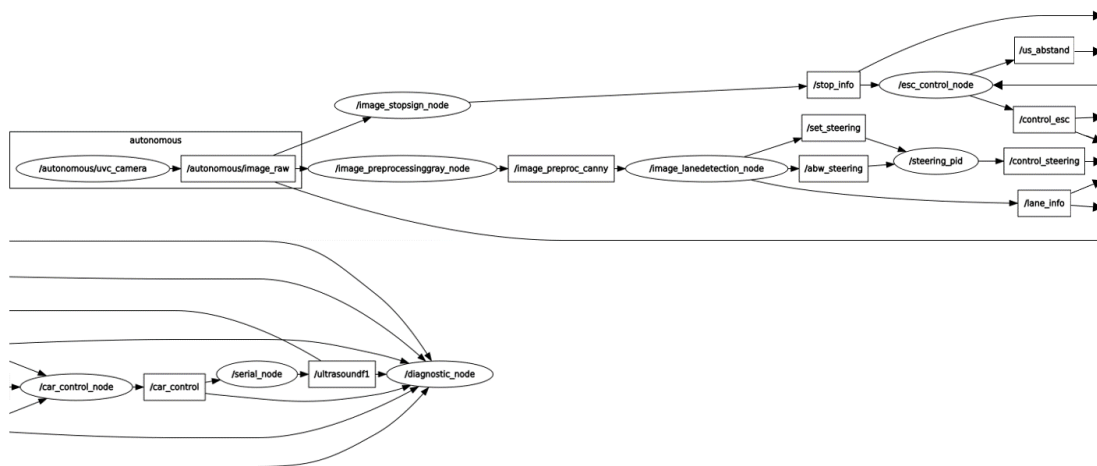 /us_abstand
/image_stopsign_node
/stop_info
/esc_control_node
/control_esc
autonomous
/set_steering
/autonomous/uvc_camera
/autonomous/image_raw
/image_preprocessinggray_node
/image_preproc_canny
/image_lanedetection_node
/abw_steering
/steering_pid
/control_steering
/lane_info
/car_control_node
/car_control
/serial_node
/ultrasoundf1
/diagnostic_node